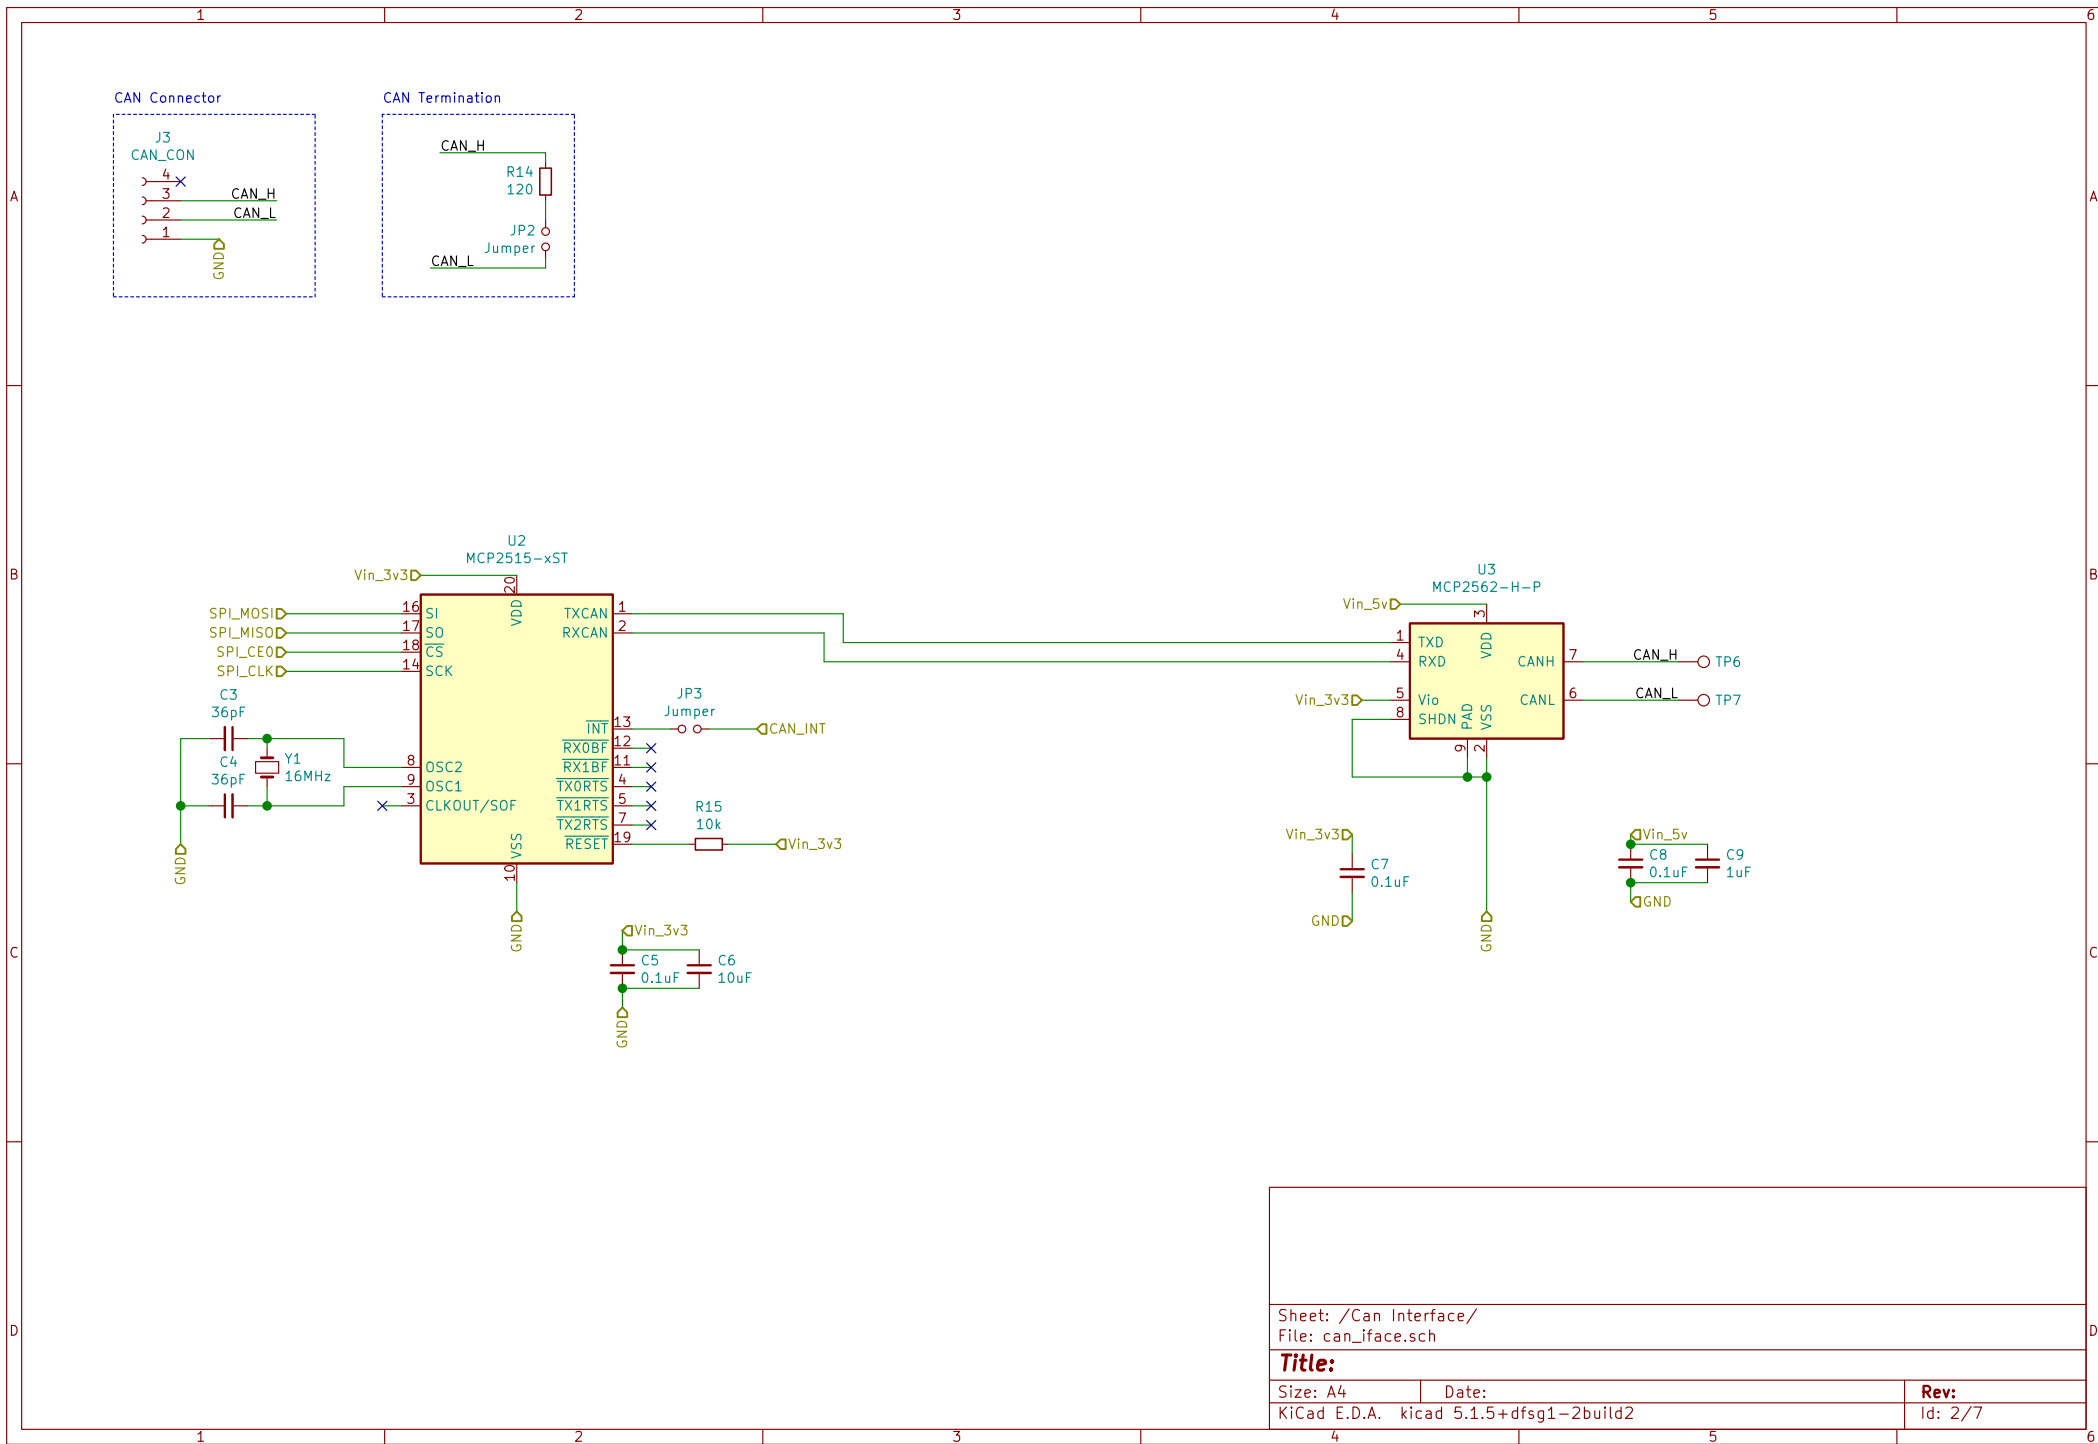 1 2 3 4 5 6
CAN Connector
CAN Termination
J3
CAN_CON
4
3 CAN_H
2 CAN_L
1
GND
CAN_H
R14
120
JP2
Jumper
CAN_L
A A
U2
MCP2515-xST
Vin_3v3
20
VDD
SPI_MOSI 16 SI
SPI_MISO 17 SO
SPI_CE0 18 CS
SPI_CLK 14 SCK
TXCAN 1
RXCAN 2
C3
36pF
C4
36pF
Y1
16MHz
GND
8 OSC2
9 OSC1
3 CLKOUT/SOF
VSS
10
GND
INT 13
JP3
Jumper
CAN_INT
RX0BF 12
RX1BF 11
TX0RTS 4
TX1RTS 5
TX2RTS 7
RESET 19
R15
10k
Vin_3v3
Vin_3v3
C5
0.1uF
C6
10uF
GND
B B
U3
MCP2562-H-P
Vin_5v
3
VDD
1 TXD
4 RXD
Vin_3v3 5 Vio
8 SHDN
PAD
9
VSS
2
CANH 7 CAN_H TP6
CANL 6 CAN_L TP7
GND
Vin_3v3
C7
0.1uF
GND
Vin_5v
C8
0.1uF
C9
1uF
GND
C C
D D
Sheet: /Can Interface/
File: can_iface.sch
Title:
Size: A4 Date: Rev:
KiCad E.D.A. kicad 5.1.5+dfsg1-2build2 Id: 2/7
1 2 3 4 5 6